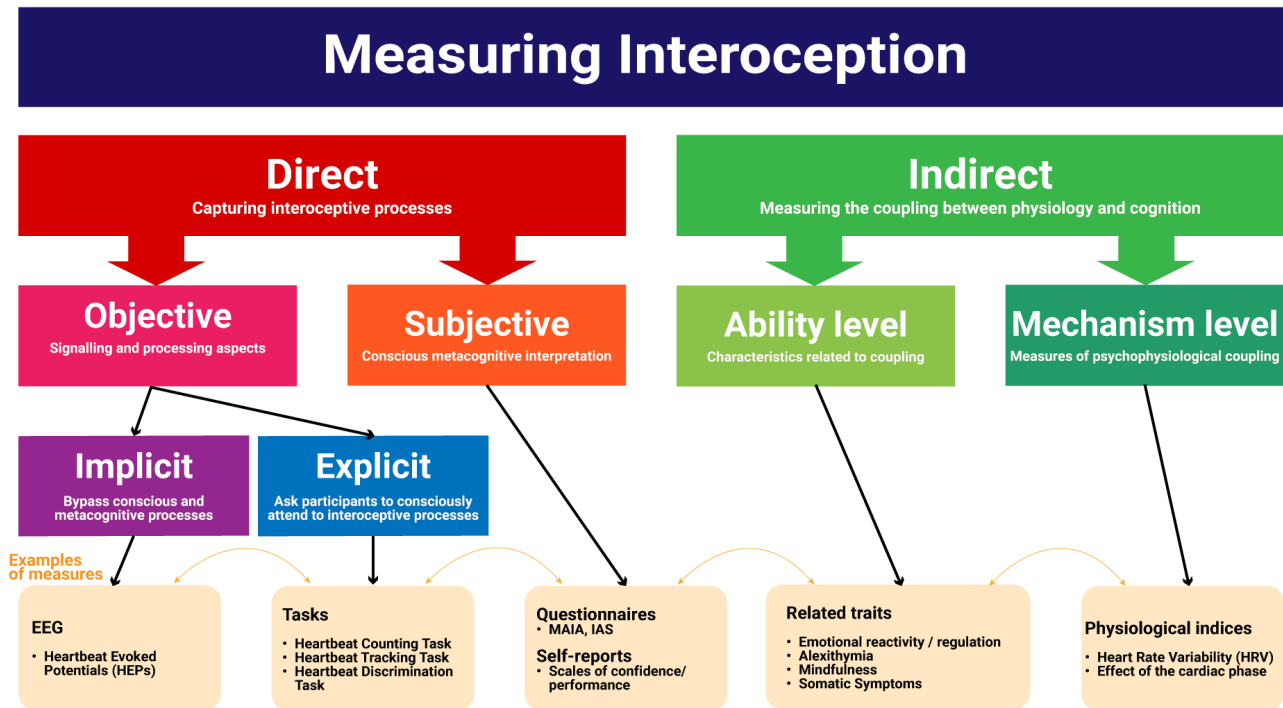 Measuring Interoception
Direct
Capturing interoceptive processes
Indirect
Measuring the coupling between physiology and cognition
Objective
Signalling and processing aspects
Subjective
Conscious metacognitive interpretation
Ability level
Characteristics related to coupling
Mechanism level
Measures of psychophysiological coupling
Implicit
Bypass conscious and
metacognitive processes
Explicit
Ask participants to consciously
attend to interoceptive processes
Examples
of measures
EEG
• Heartbeat Evoked
Potentials (HEPs)
Tasks
• Heartbeat Counting Task
• Heartbeat Tracking Task
• Heartbeat Discrimination
Task
Questionnaires
• MAIA, IAS
Self-reports
• Scales of confidence/
performance
Related traits
• Emotional reactivity / regulation
• Alexithymia
• Mindfulness
• Somatic Symptoms
Physiological indices
• Heart Rate Variability (HRV)
• Effect of the cardiac phase